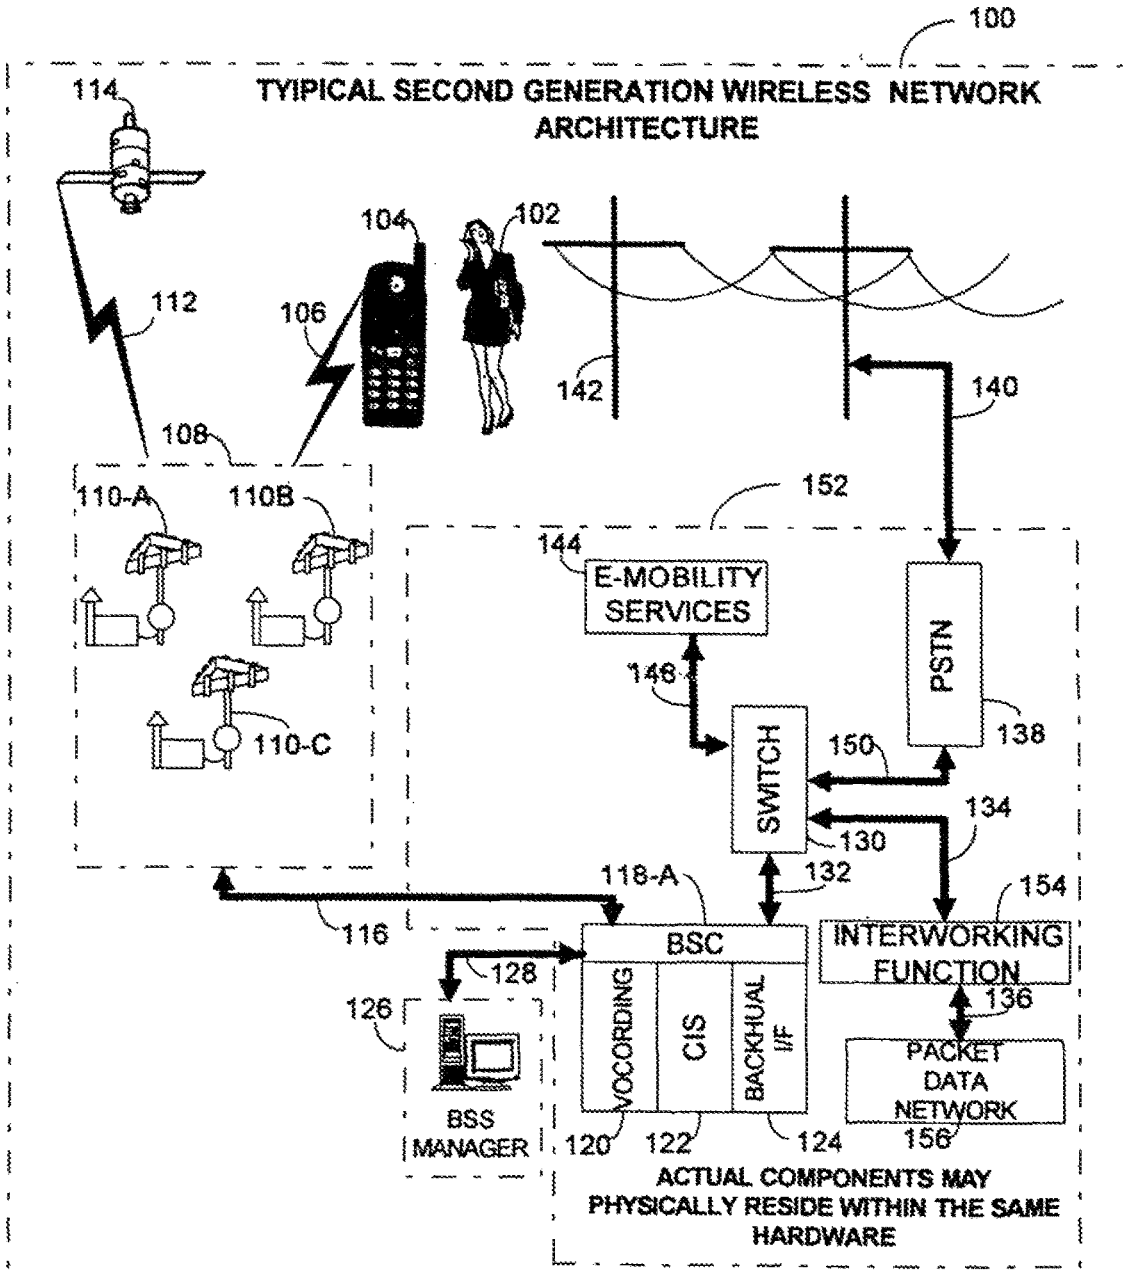 100
TYIPICAL SECOND GENERATION WIRELESS NETWORK
ARCHITECTURE
114
104
102
112
106
142
140
108
110-A
110B
152
144
E-MOBILITY
SERVICES
PSTN
146
110-C
138
SWITCH
150
134
130
118-A
132
154
116
BSC
INTERWORKING
FUNCTION
128
126
136
VOCORDING
CIS
BACKHUAL
I/F
PACKET
DATA
NETWORK
BSS
MANAGER
120
122
124
156
ACTUAL COMPONENTS MAY
PHYSICALLY RESIDE WITHIN THE SAME
HARDWARE